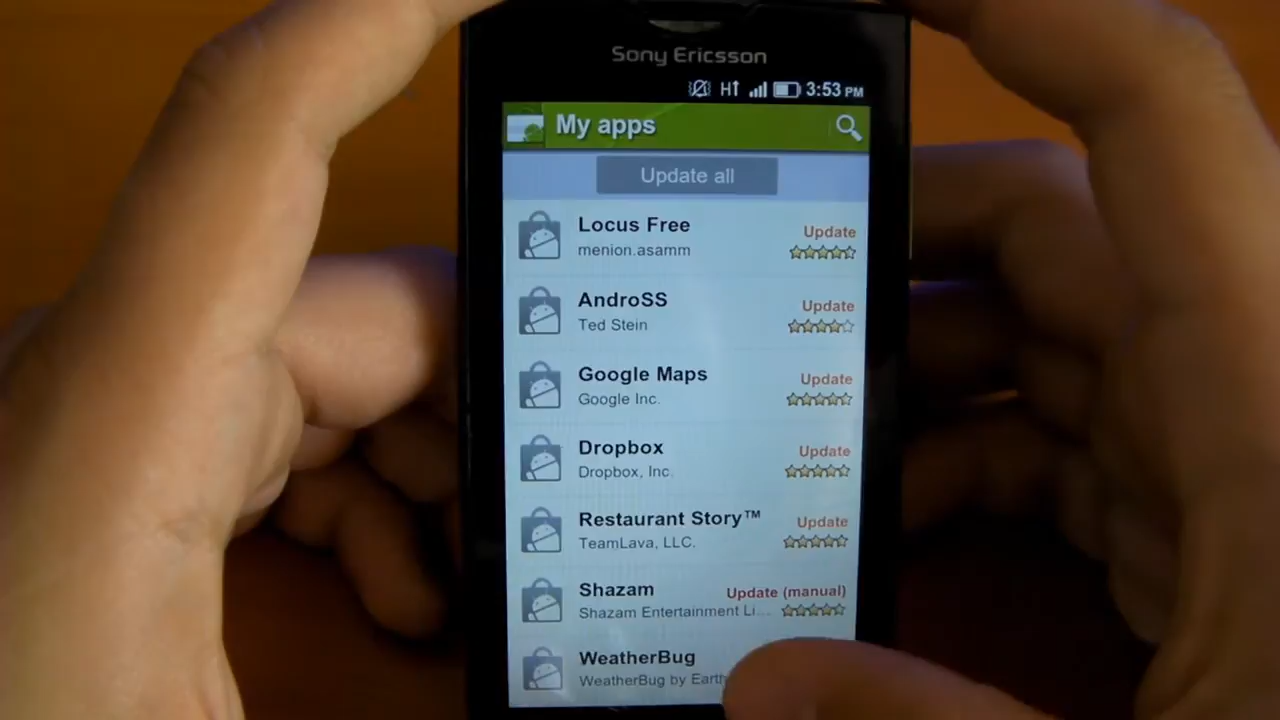 Sony Ericsson
H 3:53 PM
My apps
Update all
Locus Free
Update
menion.asamm
AndroSS
Update
Ted Stein
Google Maps
Update
Google Inc.
Dropbox
Update
Dropbox, Inc.
Restaurant Story™
Update
TeamLava, LLC.
Shazam
Update (manual)
Shazam Entertainment Li...
WeatherBug
WeatherBug by Earth